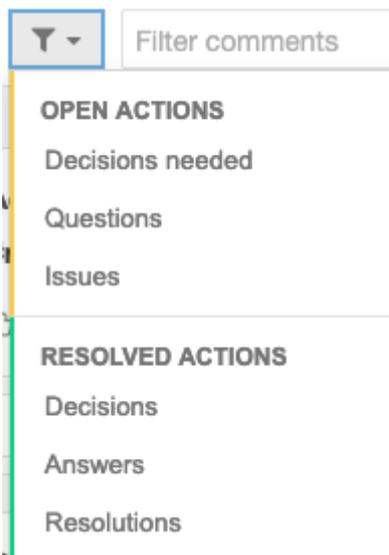 Filter comments
OPEN ACTIONS
Decisions needed
Questions
Issues
RESOLVED ACTIONS
Decisions
Answers
Resolutions